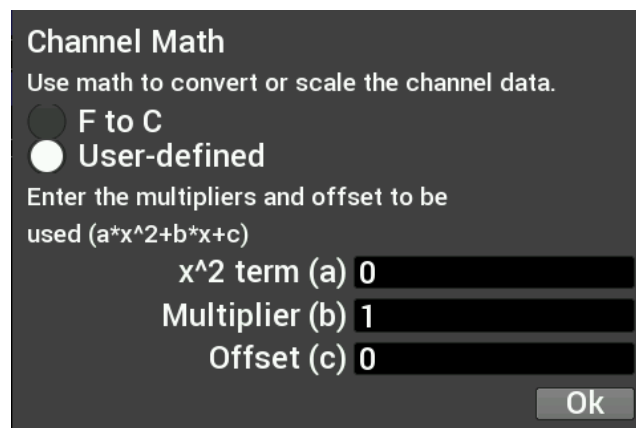 Channel Math
Use math to convert or scale the channel data.
F to C
User-defined
Enter the multipliers and offset to be
used (a*x^2+b*x+c)
x^2 term (a) 0
Multiplier (b) 1
Offset (c) 0
Ok